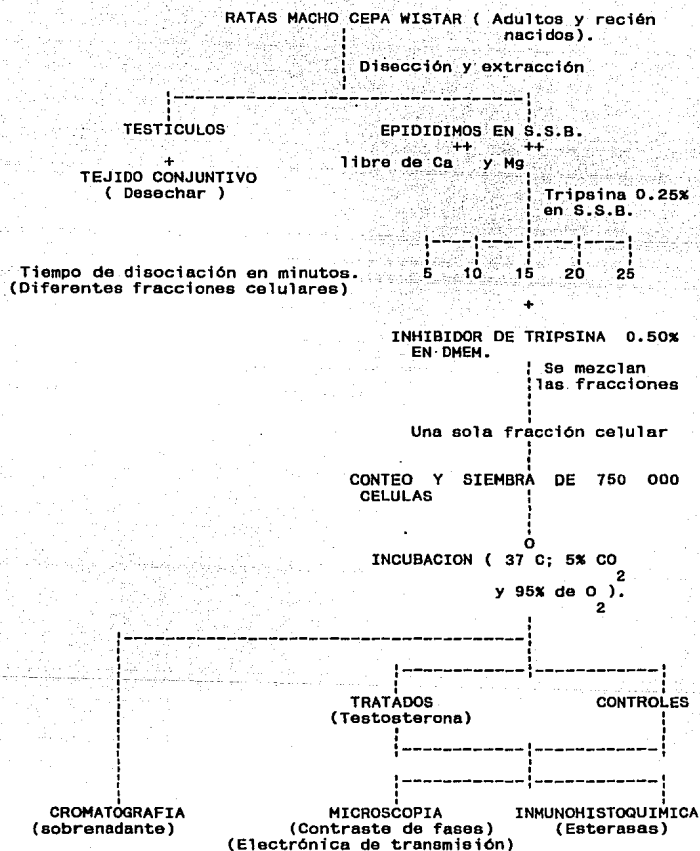 RATAS MACHO CEPA WISTAR ( Adultos y recién
nacidos).
Disección y extracción
TESTICULOS
+
TEJIDO CONJUNTIVO
( Desechar )
EPIDIDIMOS EN S.S.B.
++ ++
libre de Ca y Mg
Tripsina 0.25%
en S.S.B.
5 10 15 20 25
Tiempo de disociación en minutos.
(Diferentes fracciones celulares)
+
INHIBIDOR DE TRIPSINA 0.50%
EN DMEM.
Se mezclan
las fracciones
Una sola fracción celular
CONTEO Y SIEMBRA DE 750 000
CELULAS
O
INCUBACION ( 37 C; 5% CO
2
y 95% de O ).
2
TRATADOS
(Testosterona)
CONTROLES
CROMATOGRAFIA
(sobrenadante)
MICROSCOPIA
(Contraste de fases)
(Electrónica de transmisión)
INMUNOHISTOQUIMICA
(Esterasas)